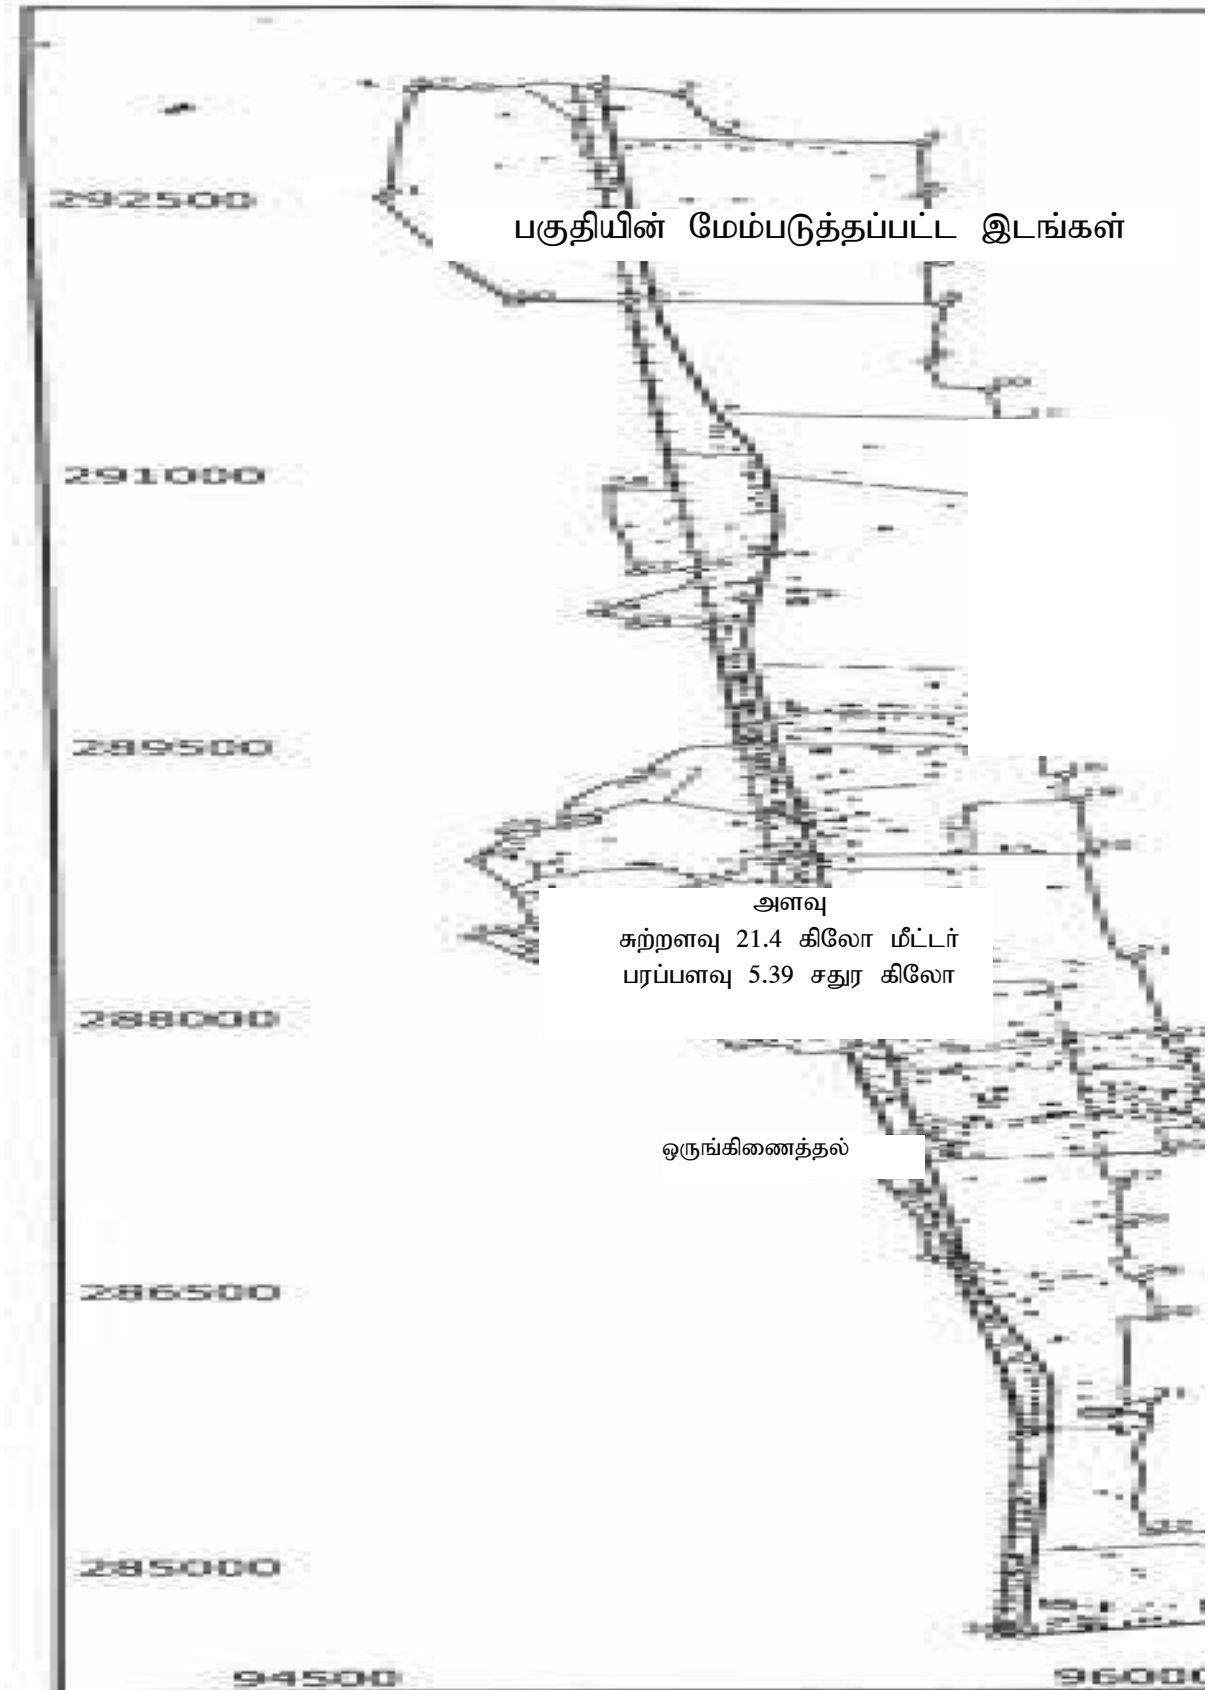 292500
பகுதியின் மேம்படுத்தப்பட்ட இடங்கள்
291000
289500
அளவு
சுற்றளவு 21.4 கிலோ மீட்டர்
பரப்பளவு 5.39 சதுர கிலோ
288000
ஒருங்கிணைத்தல்
286500
285000
94500
96000